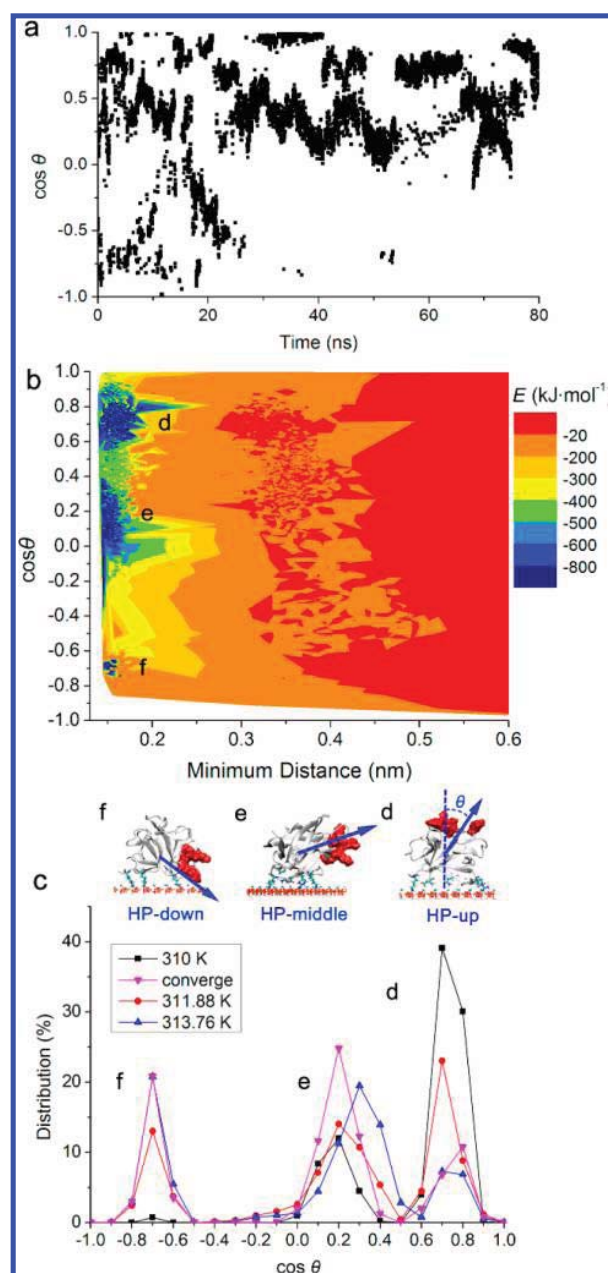 a
1.0
0.5
0.0
-0.5
-1.0
cos θ
0 20 40 60 80
Time (ns)
b
1.0
0.8
0.6
0.4
0.2
0.0
-0.2
-0.4
-0.6
-0.8
-1.0
cosθ
d
e
f
0.2 0.3 0.4 0.5 0.6
Minimum Distance (nm)
E (kJ·mol⁻¹)
-20
-200
-300
-400
-500
-600
-800
f e d
θ
HP-down HP-middle HP-up
c
40
30
20
10
0
Distribution (%)
310 K
converge
311.88 K
313.76 K
f e d
-1.0 -0.8 -0.6 -0.4 -0.2 0.0 0.2 0.4 0.6 0.8 1.0
cos θ